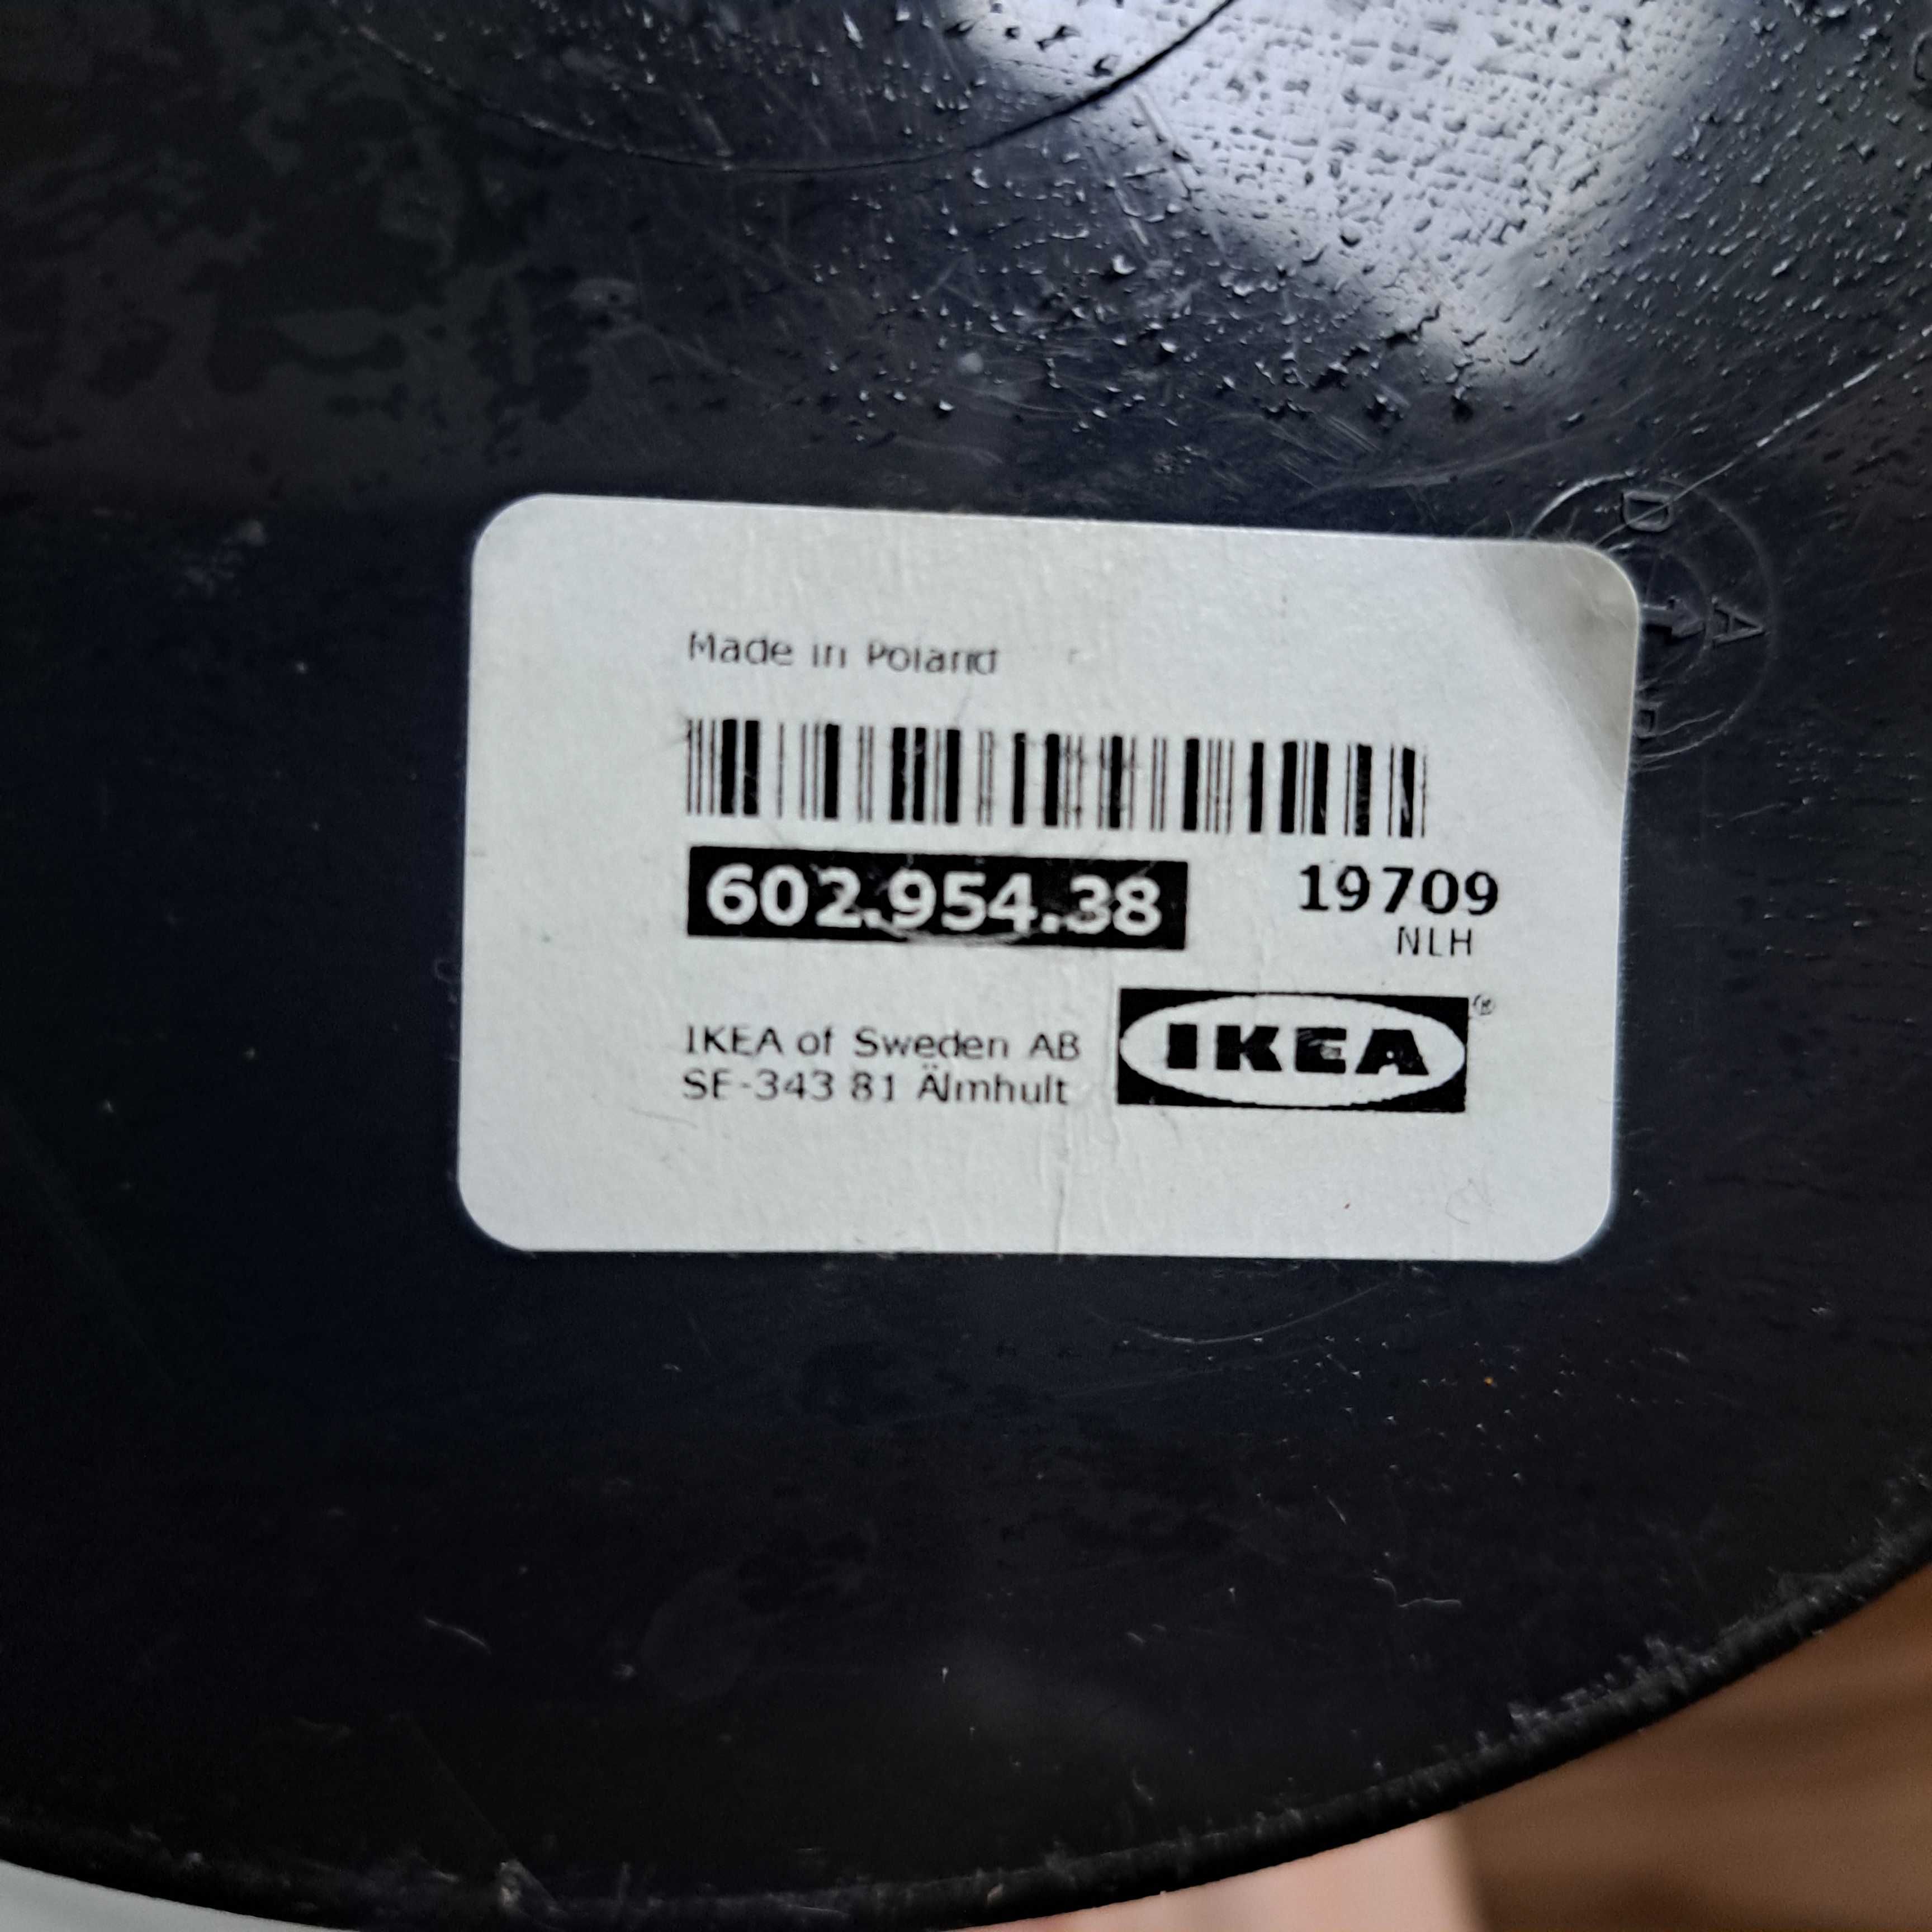 Made in Poland
602.954.38 19709
NLH
IKEA of Sweden AB
SE-343 81 Älmhult
IKEA®
D
A